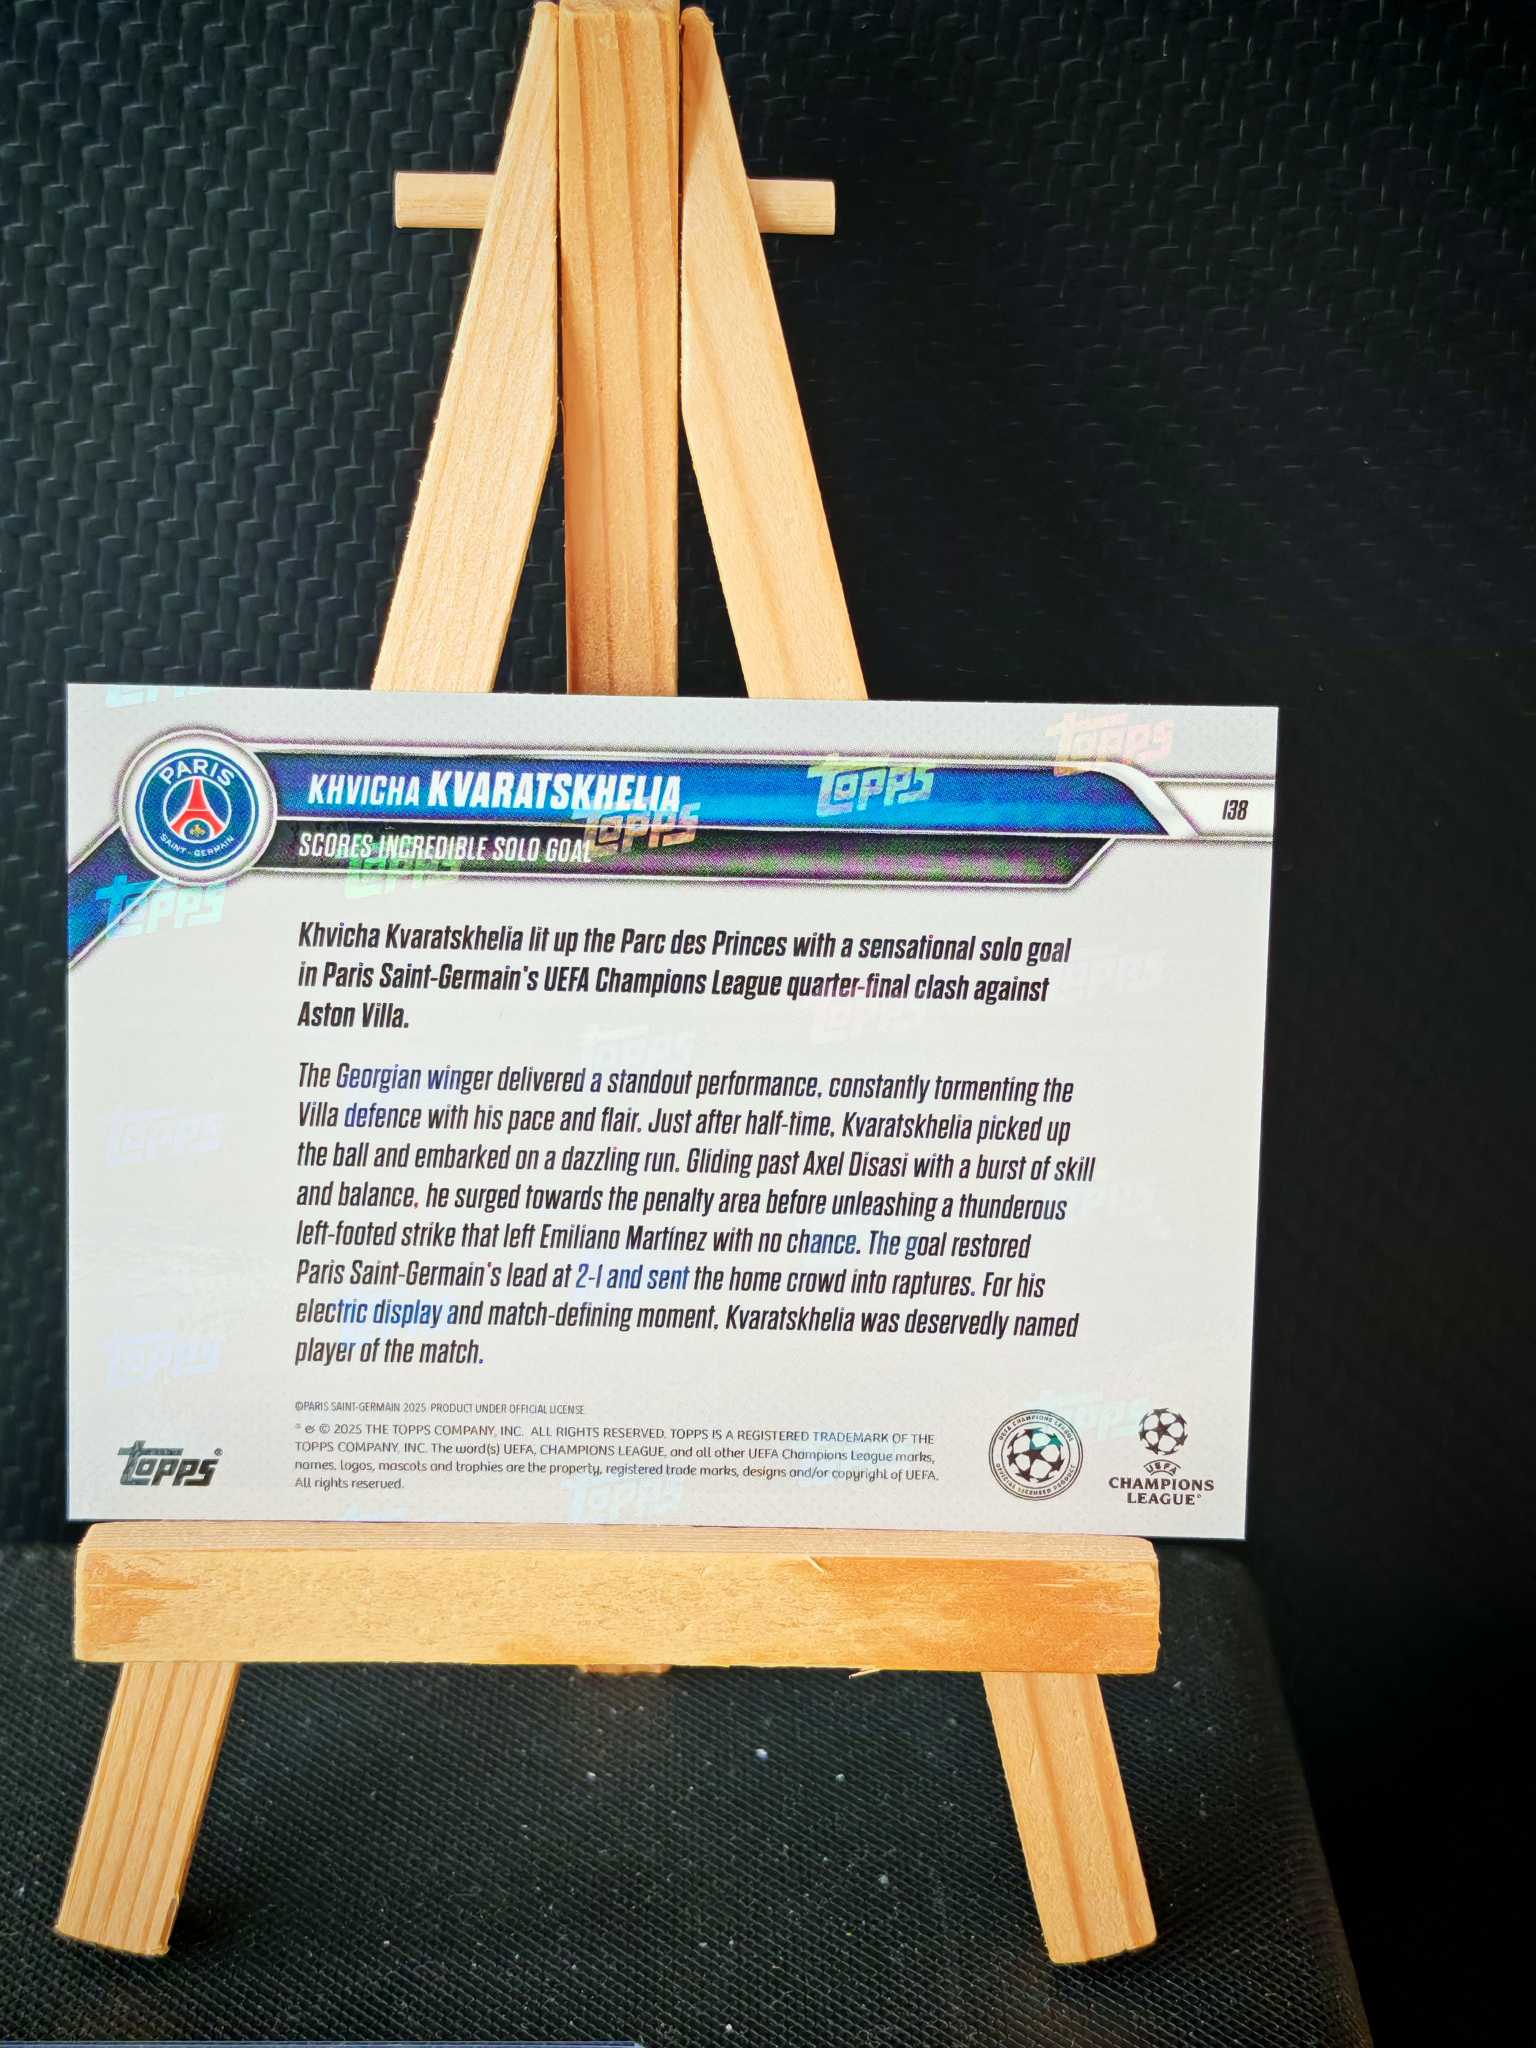 PARIS
SAINT-GERMAIN
KHVICHA KVARATSKHELIA
138
SCORES INCREDIBLE SOLO GOAL
Khvicha Kvaratskhelia lit up the Parc des Princes with a sensational solo goal
in Paris Saint-Germain's UEFA Champions League quarter-final clash against
Aston Villa.
The Georgian winger delivered a standout performance, constantly tormenting the
Villa defence with his pace and flair. Just after half-time, Kvaratskhelia picked up
the ball and embarked on a dazzling run. Gliding past Axel Disasi with a burst of skill
and balance, he surged towards the penalty area before unleashing a thunderous
left-footed strike that left Emiliano Martínez with no chance. The goal restored
Paris Saint-Germain's lead at 2-1 and sent the home crowd into raptures. For his
electric display and match-defining moment, Kvaratskhelia was deservedly named
player of the match.
©PARIS SAINT-GERMAIN 2025. PRODUCT UNDER OFFICIAL LICENSE.
® & © 2025 THE TOPPS COMPANY, INC. ALL RIGHTS RESERVED. TOPPS IS A REGISTERED TRADEMARK OF THE
TOPPS COMPANY, INC. The word(s) UEFA, CHAMPIONS LEAGUE, and all other UEFA Champions League marks,
names, logos, mascots and trophies are the property, registered trade marks, designs and/or copyright of UEFA.
All rights reserved.
Topps®
UEFA CHAMPIONS LEAGUE
OFFICIAL LICENSED PRODUCT
UEFA
CHAMPIONS
LEAGUE®